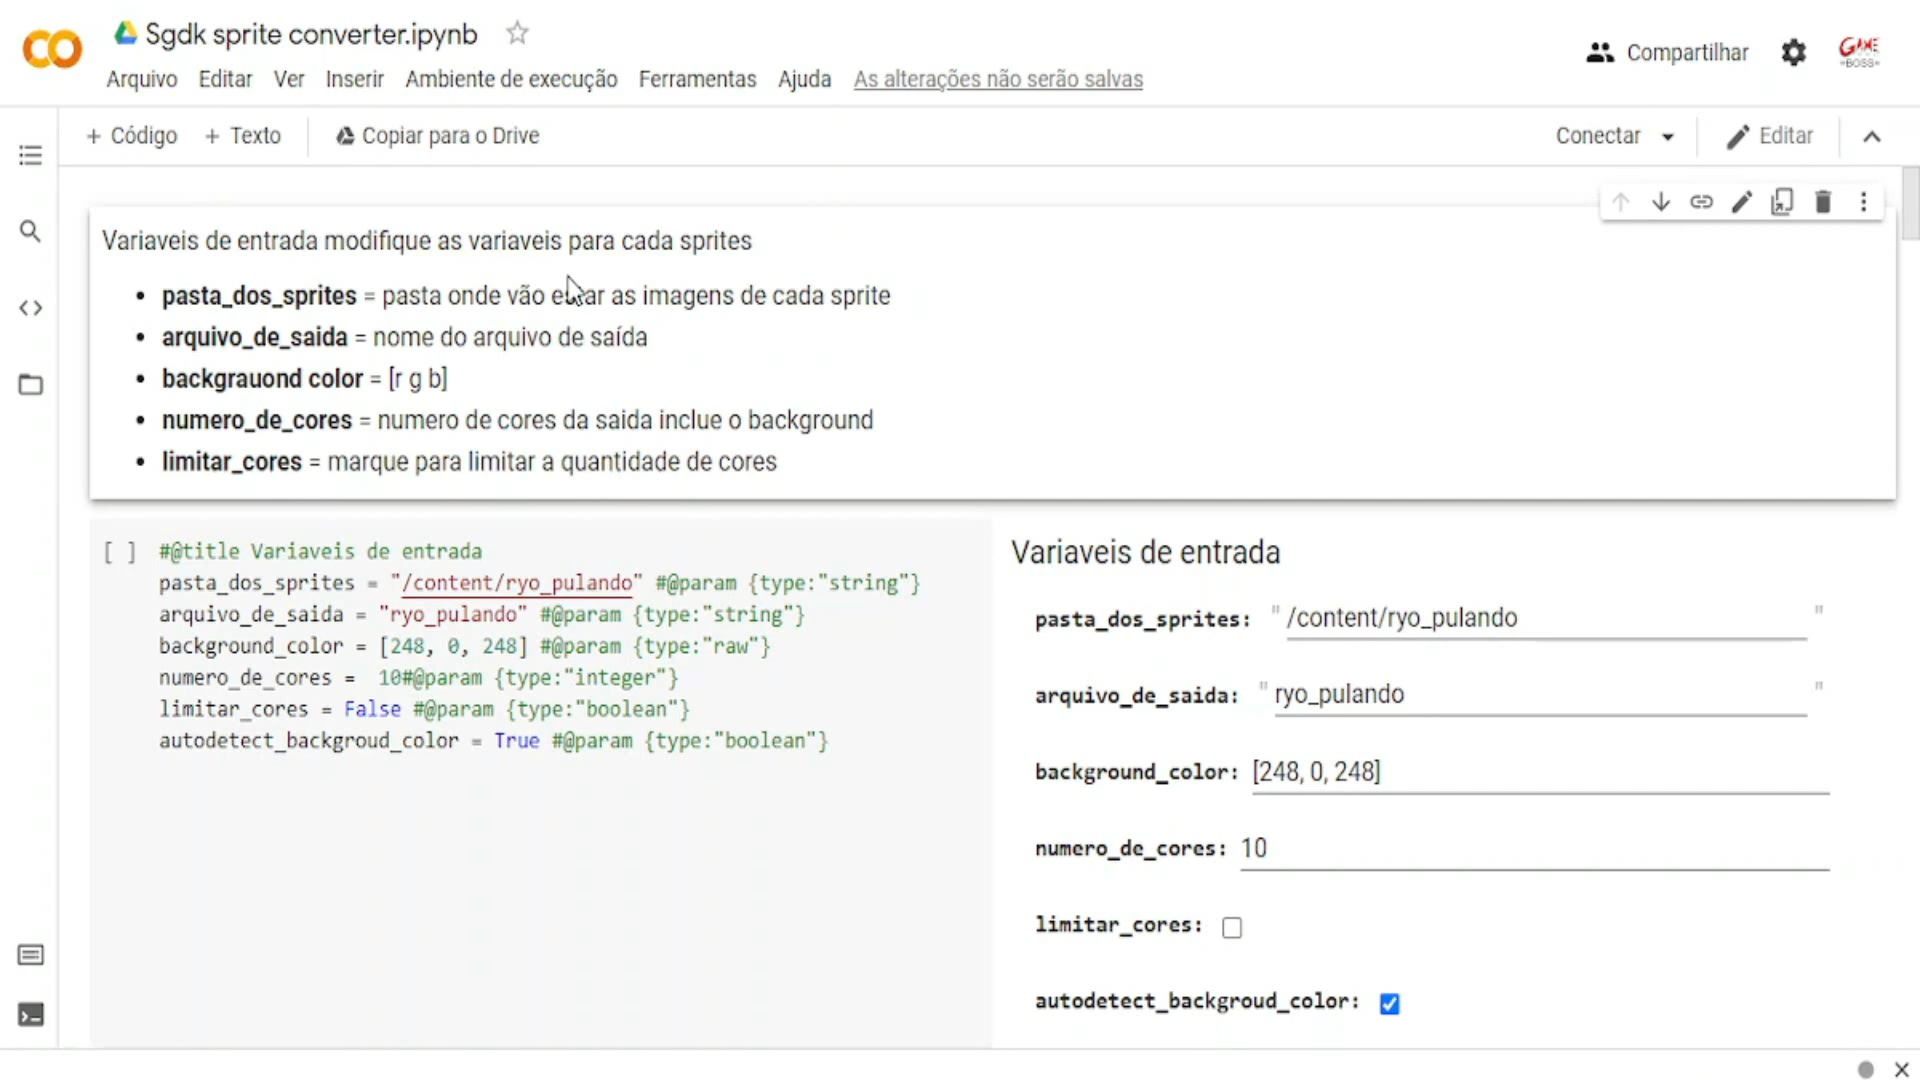 Sgdk sprite converter.ipynb
Compartilhar
GAME
BOSS
Arquivo Editar Ver Inserir Ambiente de execução Ferramentas Ajuda As alterações não serão salvas
+ Código + Texto Copiar para o Drive Conectar Editar
Variaveis de entrada modifique as variaveis para cada sprites
• pasta_dos_sprites = pasta onde vão estar as imagens de cada sprite
• arquivo_de_saida = nome do arquivo de saída
• backgrauond color = [r g b]
• numero_de_cores = numero de cores da saida inclue o background
• limitar_cores = marque para limitar a quantidade de cores
[ ] #@title Variaveis de entrada
pasta_dos_sprites = "/content/ryo_pulando" #@param {type:"string"}
arquivo_de_saida = "ryo_pulando" #@param {type:"string"}
background_color = [248, 0, 248] #@param {type:"raw"}
numero_de_cores =  10#@param {type:"integer"}
limitar_cores = False #@param {type:"boolean"}
autodetect_backgroud_color = True #@param {type:"boolean"}
Variaveis de entrada
pasta_dos_sprites: " /content/ryo_pulando "
arquivo_de_saida: " ryo_pulando "
background_color: [248, 0, 248]
numero_de_cores: 10
limitar_cores:
autodetect_backgroud_color: